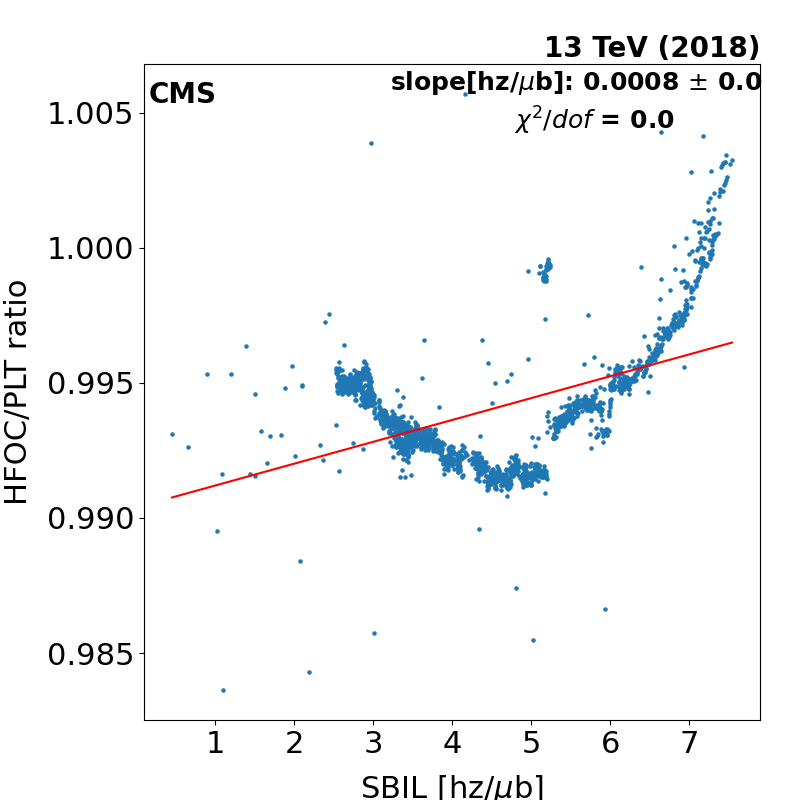 13 TeV (2018)
CMS
slope[hz/μb]: 0.0008 ± 0.0
χ²/dof = 0.0
HFOC/PLT ratio
1.005
1.000
0.995
0.990
0.985
1 2 3 4 5 6 7
SBIL [hz/μb]